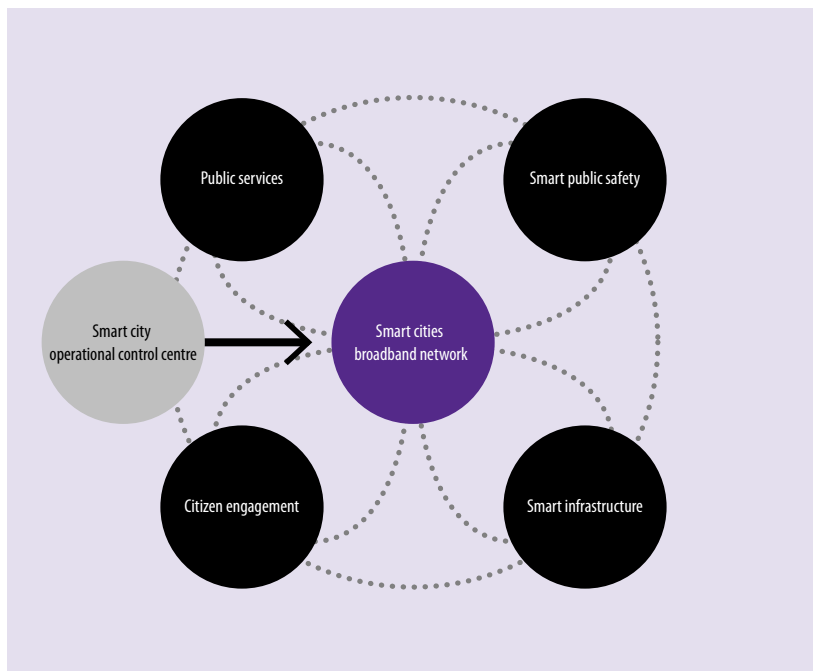 Public services
Smart public safety
Smart city
operational control centre
Smart cities
broadband network
Citizen engagement
Smart infrastructure